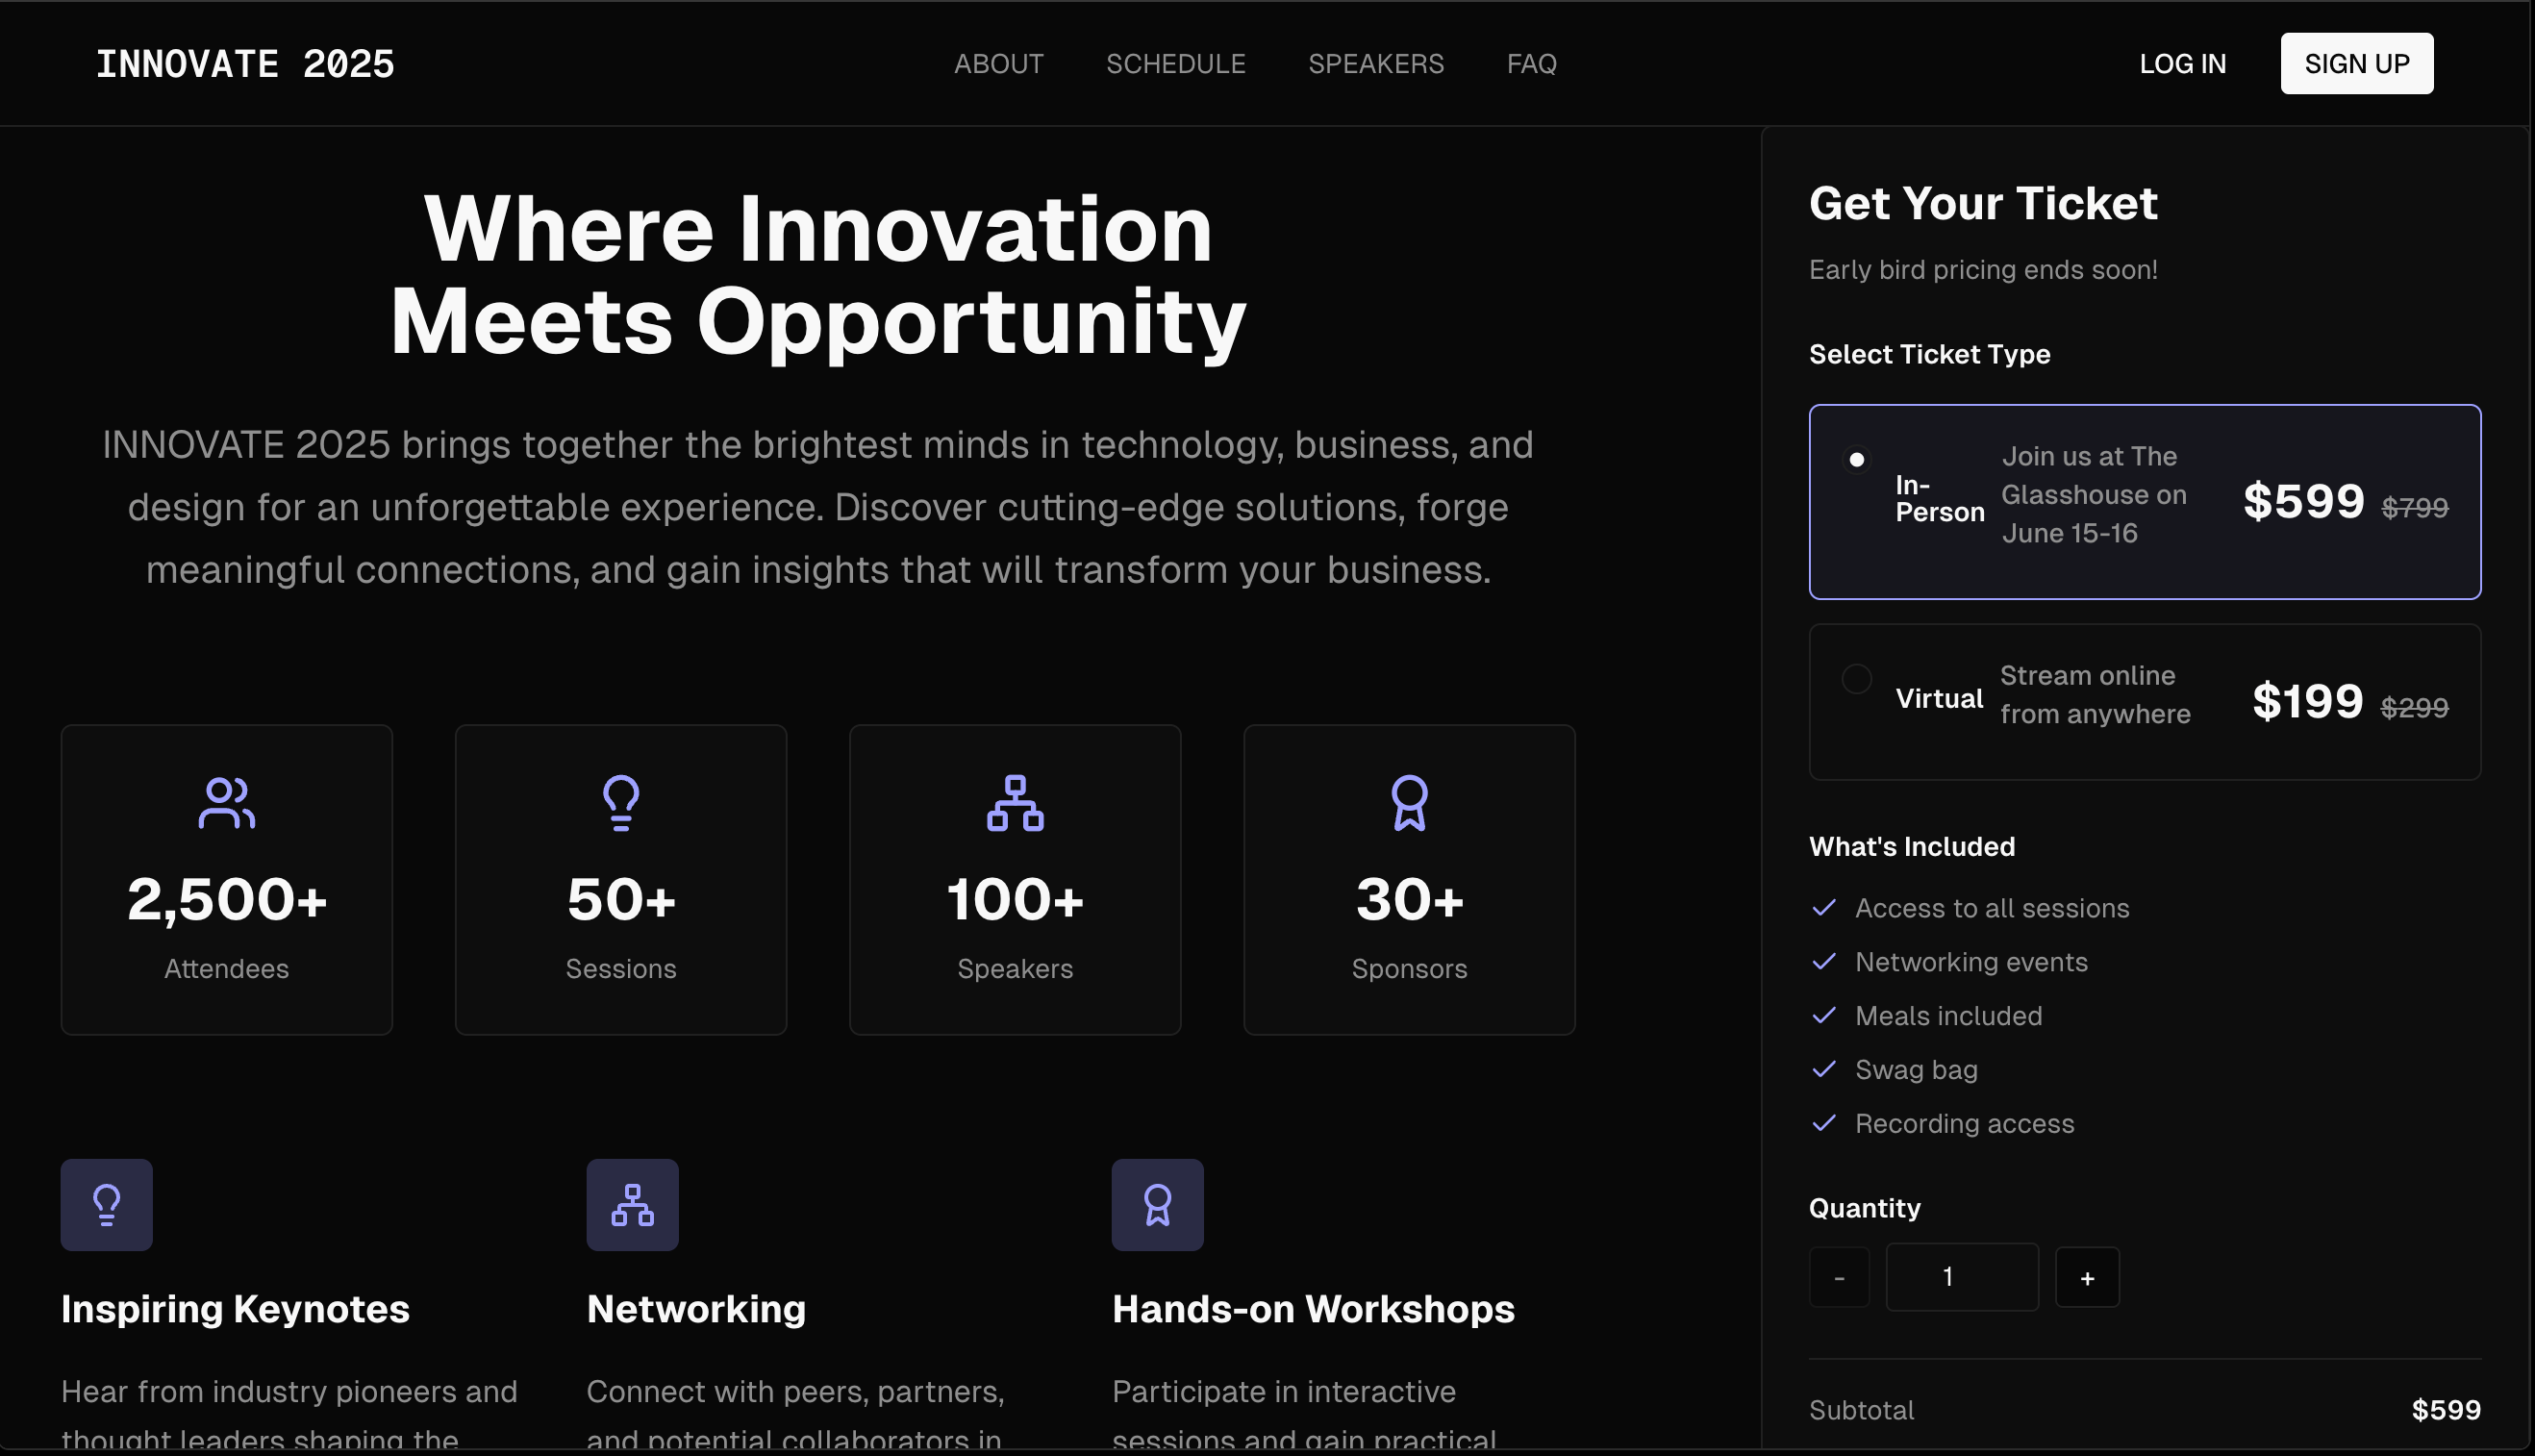 INNOVATE 2025
ABOUT
SCHEDULE
SPEAKERS
FAQ
LOG IN
SIGN UP
Where Innovation
Meets Opportunity
INNOVATE 2025 brings together the brightest minds in technology, business, and
design for an unforgettable experience. Discover cutting-edge solutions, forge
meaningful connections, and gain insights that will transform your business.
2,500+
Attendees
50+
Sessions
100+
Speakers
30+
Sponsors
Inspiring Keynotes
Hear from industry pioneers and
thought leaders shaping the
Networking
Connect with peers, partners,
and potential collaborators in
Hands-on Workshops
Participate in interactive
sessions and gain practical
Get Your Ticket
Early bird pricing ends soon!
Select Ticket Type
In-
Person
Join us at The
Glasshouse on
June 15-16
$599 $799
Virtual
Stream online
from anywhere
$199 $299
What's Included
Access to all sessions
Networking events
Meals included
Swag bag
Recording access
Quantity
- 1 +
Subtotal $599